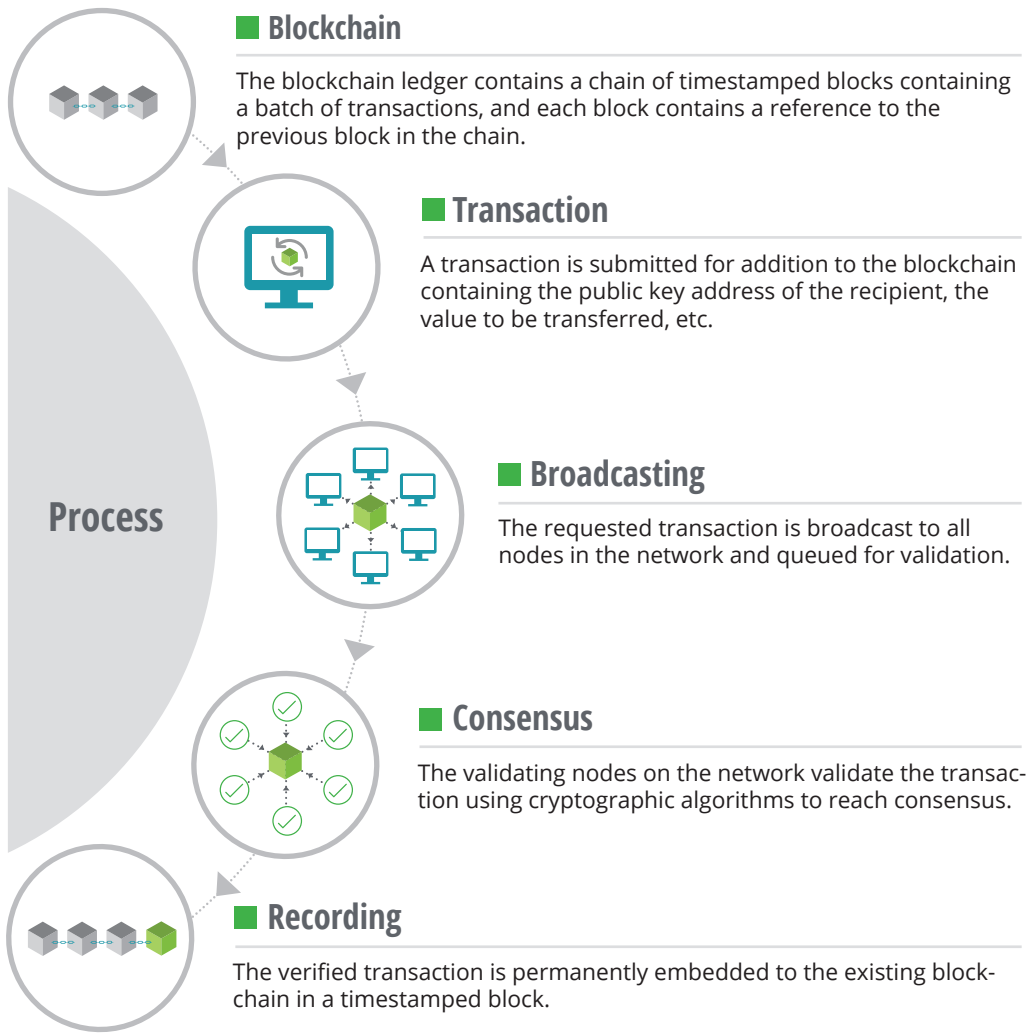 Blockchain
The blockchain ledger contains a chain of timestamped blocks containing
a batch of transactions, and each block contains a reference to the
previous block in the chain.
Transaction
A transaction is submitted for addition to the blockchain
containing the public key address of the recipient, the
value to be transferred, etc.
Process
Broadcasting
The requested transaction is broadcast to all
nodes in the network and queued for validation.
Consensus
The validating nodes on the network validate the transac-
tion using cryptographic algorithms to reach consensus.
Recording
The verified transaction is permanently embedded to the existing block-
chain in a timestamped block.